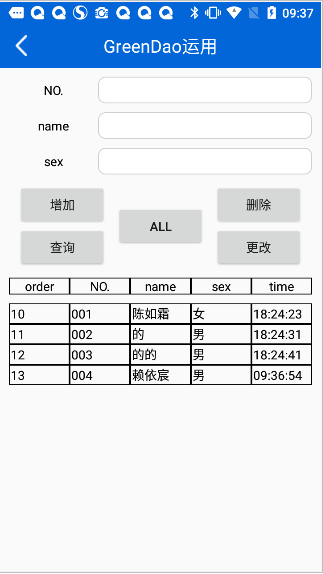 09:37
GreenDao运用
NO.
name
sex
增加
删除
ALL
查询
更改
order NO. name sex time
10 001 陈如霜 女 18:24:23
11 002 的 男 18:24:31
12 003 的的 男 18:24:41
13 004 赖依宸 男 09:36:54